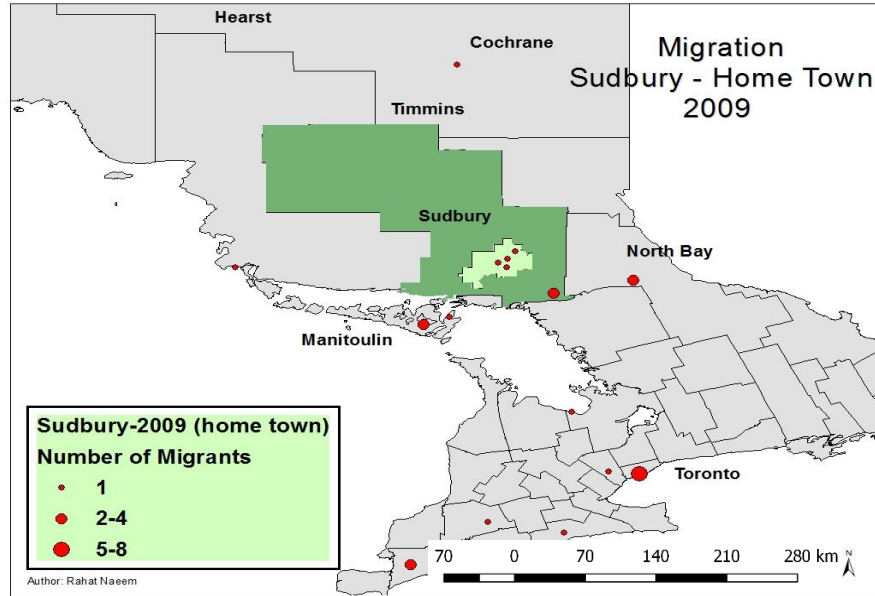 Hearst
Cochrane
Migration
Sudbury - Home Town
2009
Timmins
Sudbury
North Bay
Manitoulin
Sudbury-2009 (home town)
Number of Migrants
1
2-4
5-8
Toronto
70 0 70 140 210 280 km
N
Author: Rahat Naeem